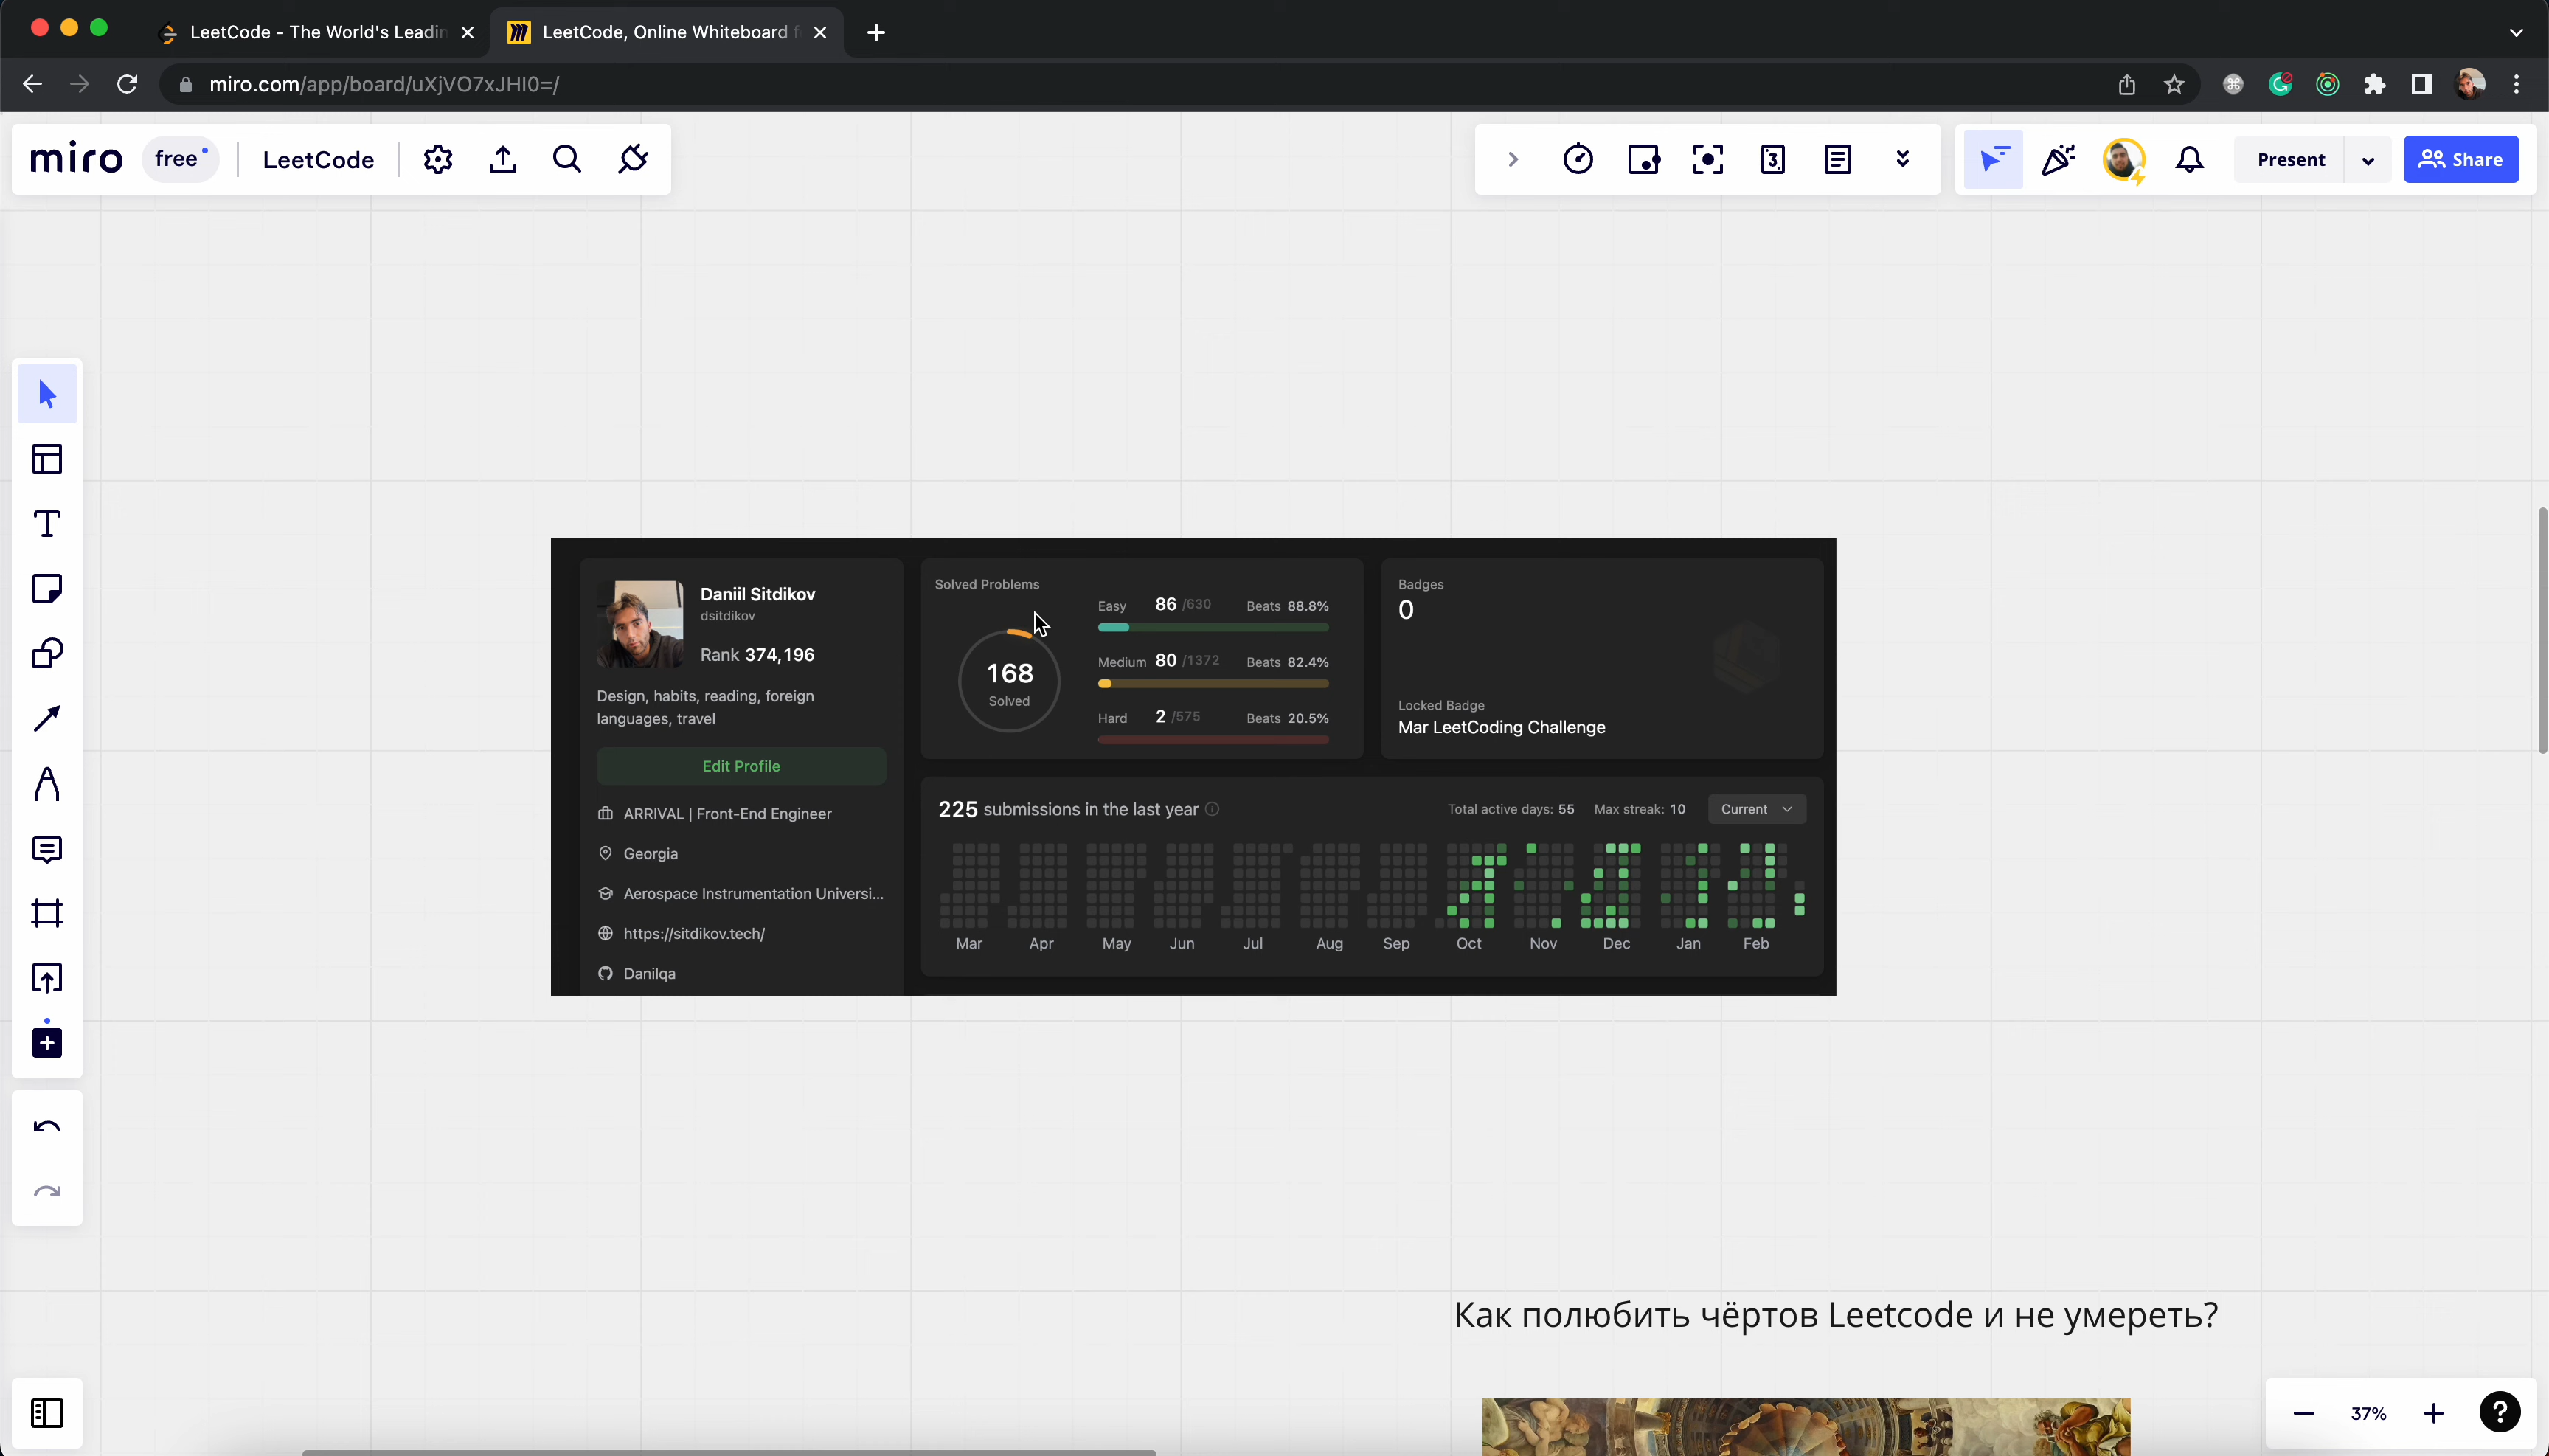 LeetCode - The World's Leadin
LeetCode, Online Whiteboard f
miro.com/app/board/uXjVO7xJHI0=/
miro
free
LeetCode
3
Present
Share
Daniil Sitdikov
dsitdikov
Rank 374,196
Design, habits, reading, foreign
languages, travel
Edit Profile
ARRIVAL | Front-End Engineer
Georgia
Aerospace Instrumentation Universi...
https://sitdikov.tech/
Danilqa
Solved Problems
168
Solved
Easy 86 /630 Beats 88.8%
Medium 80 /1372 Beats 82.4%
Hard 2 /575 Beats 20.5%
Badges
0
Locked Badge
Mar LeetCoding Challenge
225 submissions in the last year
Total active days: 55 Max streak: 10 Current
Mar Apr May Jun Jul Aug Sep Oct Nov Dec Jan Feb
Как полюбить чёртов Leetcode и не умереть?
37%
?